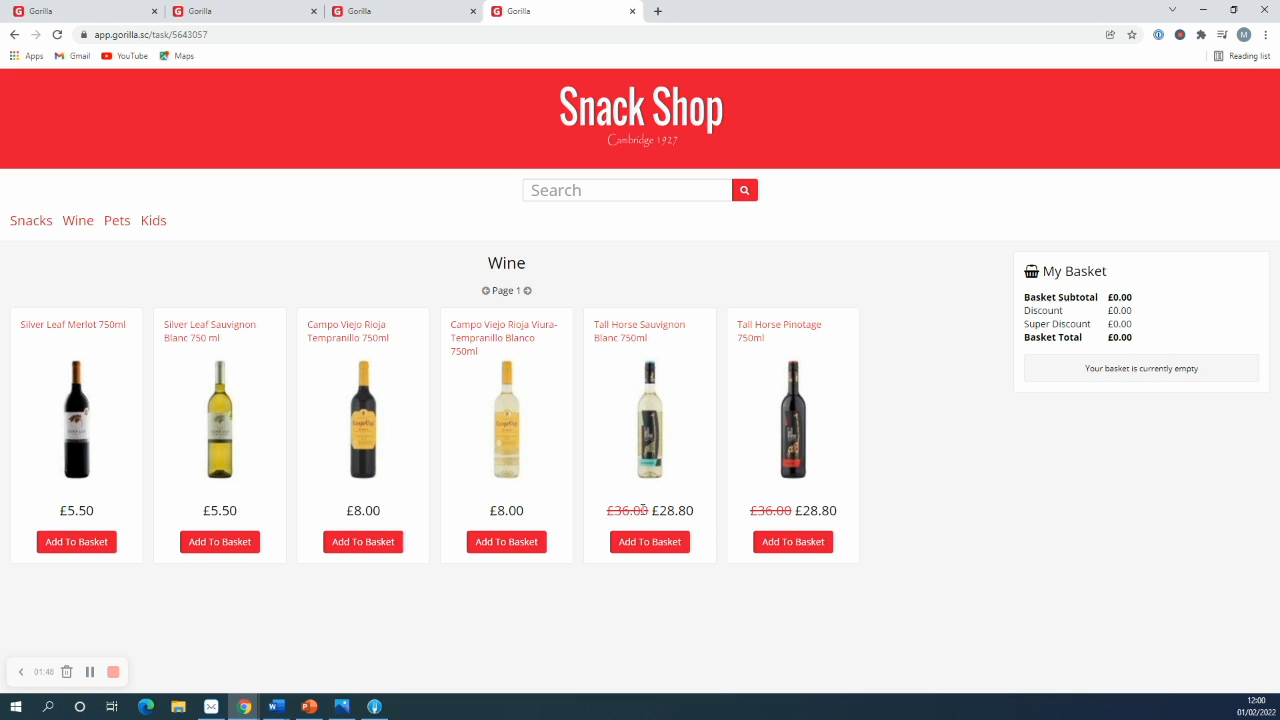 Gorilla
Gorilla
Gorilla
Gorilla
app.gorilla.sc/task/5643057
M
Apps
Gmail
YouTube
Maps
Reading list
Snack Shop
Cambridge 1927
Search
Snacks
Wine
Pets
Kids
Wine
Page 1
Silver Leaf Merlot 750ml
£5.50
Add To Basket
Silver Leaf Sauvignon
Blanc 750 ml
£5.50
Add To Basket
Campo Viejo Rioja
Tempranillo 750ml
£8.00
Add To Basket
Campo Viejo Rioja Viura-
Tempranillo Blanco
750ml
£8.00
Add To Basket
Tall Horse Sauvignon
Blanc 750ml
£36.00 £28.80
Add To Basket
Tall Horse Pinotage
750ml
£36.00 £28.80
Add To Basket
My Basket
Basket Subtotal £0.00
Discount £0.00
Super Discount £0.00
Basket Total £0.00
Your basket is currently empty
01:48
12:00
01/02/2022